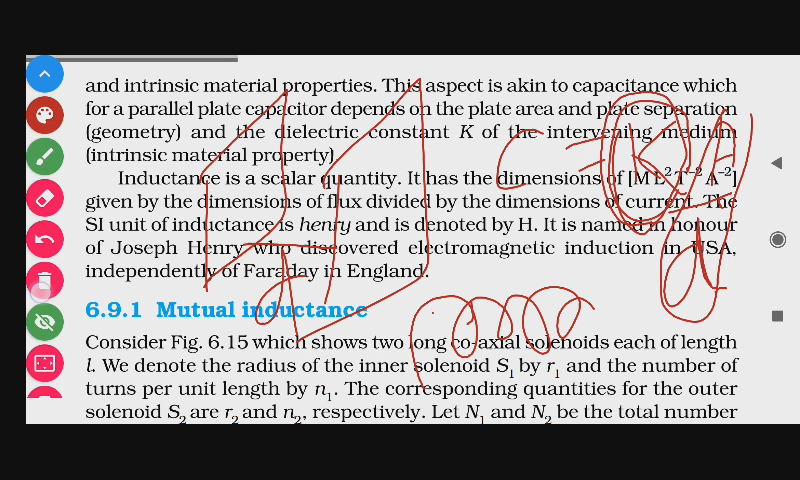 and intrinsic material properties. This aspect is akin to capacitance which
for a parallel plate capacitor depends on the plate area and plate separation
(geometry) and the dielectric constant K of the intervening medium
(intrinsic material property).
Inductance is a scalar quantity. It has the dimensions of [M L² T⁻² A⁻²]
given by the dimensions of flux divided by the dimensions of current. The
SI unit of inductance is henry and is denoted by H. It is named in honour
of Joseph Henry who discovered electromagnetic induction in USA,
independently of Faraday in England.
6.9.1 Mutual inductance
Consider Fig. 6.15 which shows two long co-axial solenoids each of length
l. We denote the radius of the inner solenoid S₁ by r₁ and the number of
turns per unit length by n₁. The corresponding quantities for the outer
solenoid S₂ are r₂ and n₂, respectively. Let N₁ and N₂ be the total number